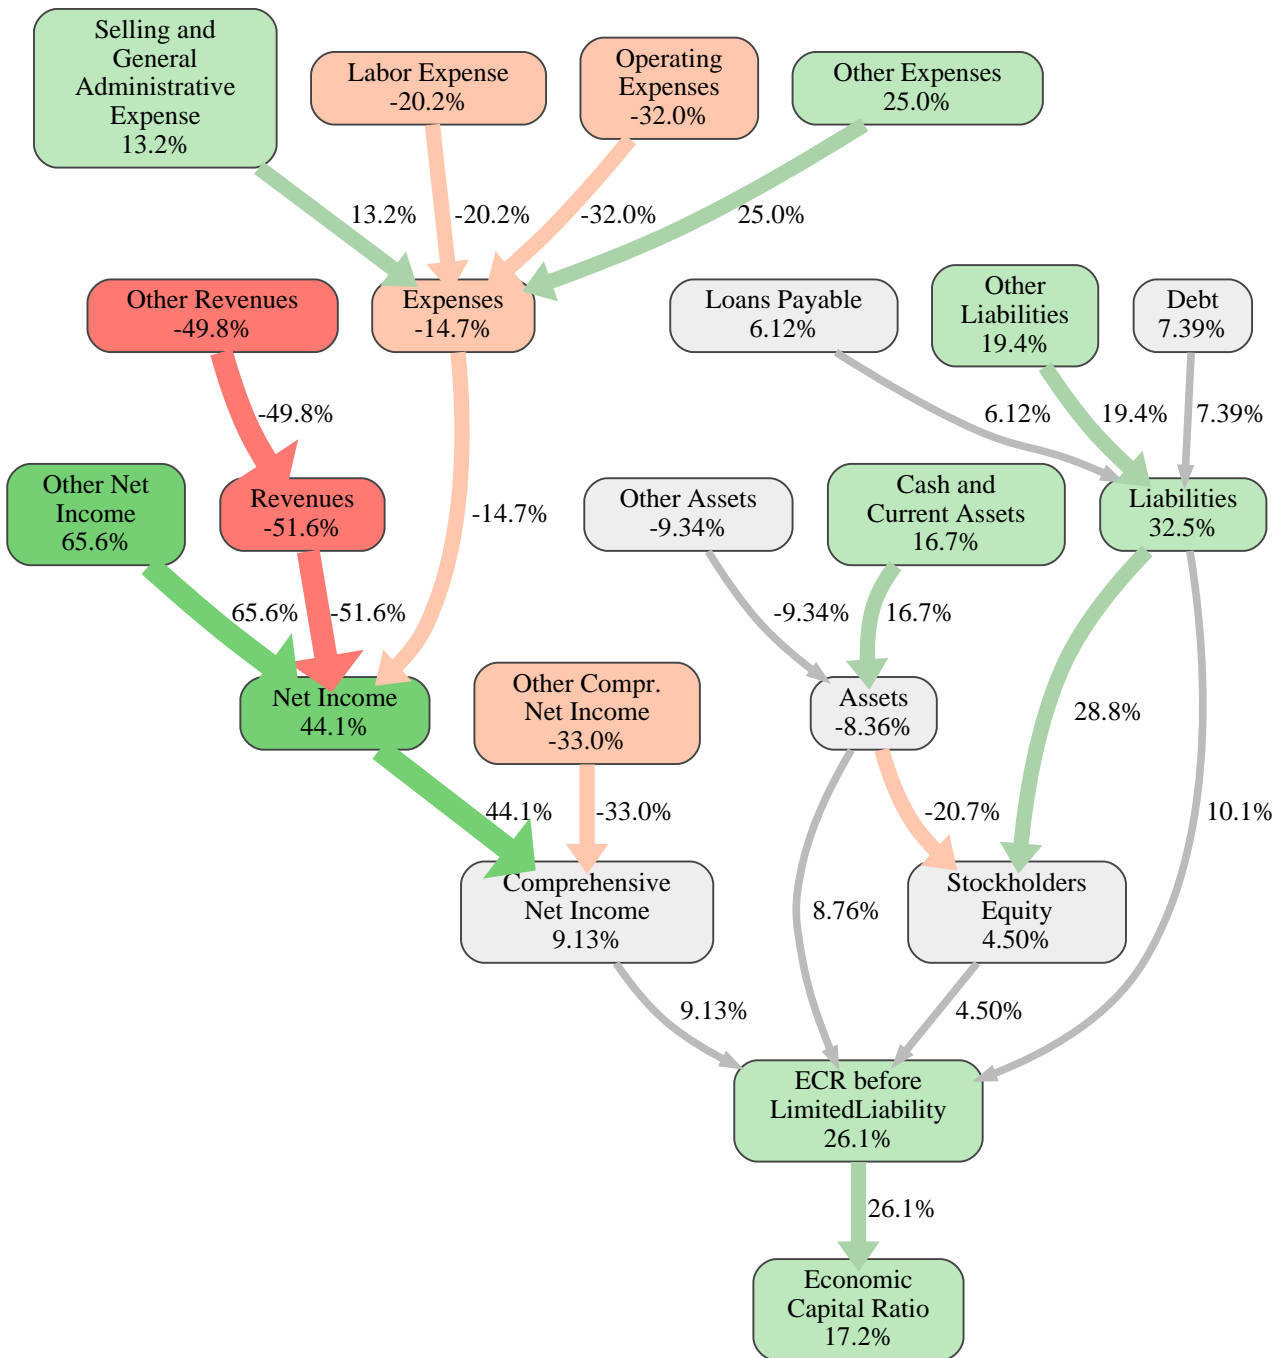 Selling and
General
Administrative
Expense
13.2%
Labor Expense
-20.2%
Operating
Expenses
-32.0%
Other Expenses
25.0%
13.2%
-20.2%
-32.0%
25.0%
Other Revenues
-49.8%
Expenses
-14.7%
Loans Payable
6.12%
Other
Liabilities
19.4%
Debt
7.39%
-49.8%
6.12%
19.4%
7.39%
Other Net
Income
65.6%
Revenues
-51.6%
-14.7%
Other Assets
-9.34%
Cash and
Current Assets
16.7%
Liabilities
32.5%
65.6%
-51.6%
-9.34%
16.7%
Net Income
44.1%
Other Compr.
Net Income
-33.0%
Assets
-8.36%
28.8%
44.1%
-33.0%
-20.7%
10.1%
Comprehensive
Net Income
9.13%
8.76%
Stockholders
Equity
4.50%
9.13%
4.50%
ECR before
LimitedLiability
26.1%
26.1%
Economic
Capital Ratio
17.2%